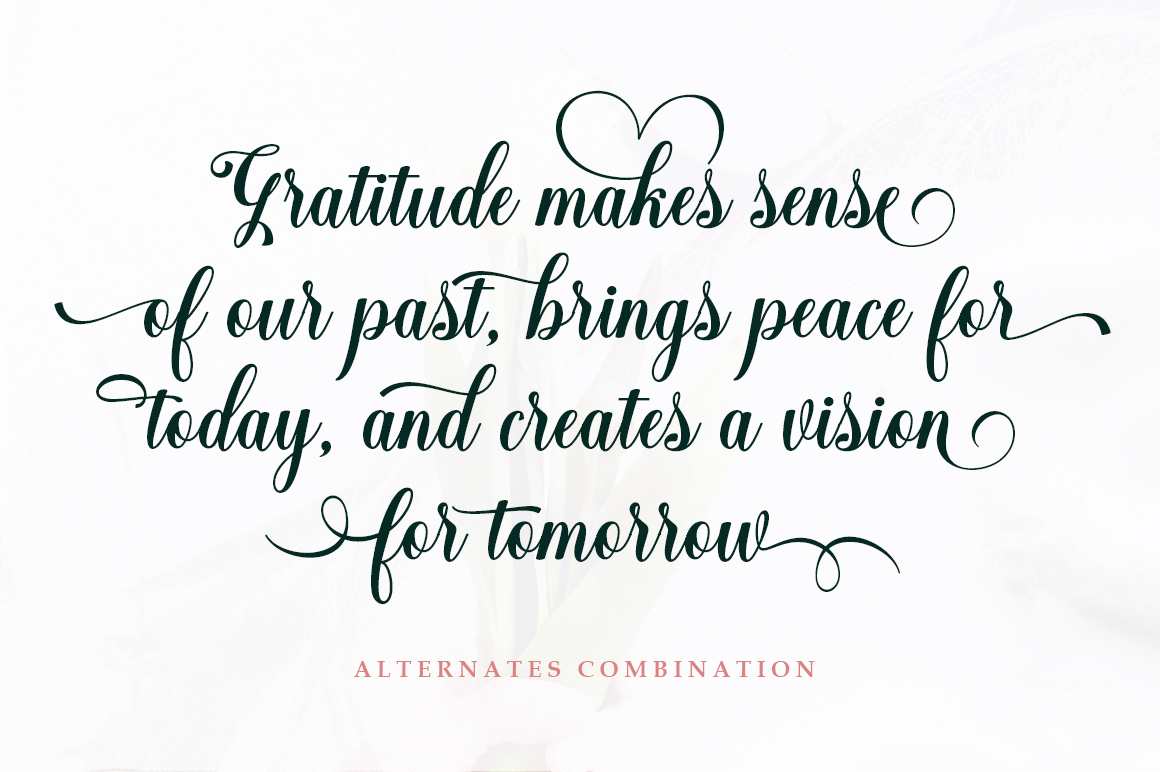 Gratitude makes sense
of our past, brings peace for
today, and creates a vision
for tomorrow
ALTERNATES COMBINATION